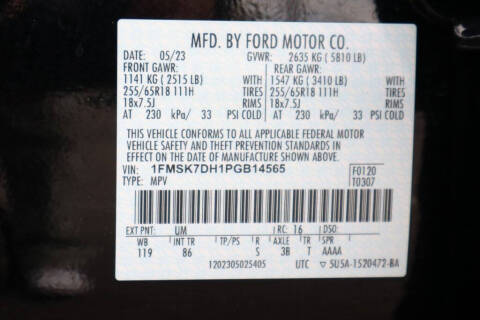 MFD. BY FORD MOTOR CO.
DATE: 05/23 GVWR: 2635 KG ( 5810 LB)
FRONT GAWR: REAR GAWR:
1141 KG ( 2515 LB) WITH 1547 KG ( 3410 LB) WITH
255/65R18 111H TIRES 255/65R18 111H TIRES
18x7.5J RIMS 18x7.5J RIMS
AT 230 kPa/ 33 PSI COLD AT 230 kPa/ 33 PSI COLD
THIS VEHICLE CONFORMS TO ALL APPLICABLE FEDERAL MOTOR
VEHICLE SAFETY AND THEFT PREVENTION STANDARDS IN
EFFECT ON THE DATE OF MANUFACTURE SHOWN ABOVE.
VIN: 1FMSK7DH1PGB14565 F0120
TYPE: MPV T0307
EXT PNT: UM RC: 16 DSO:
WB INT TR TP/PS R AXLE TR SPR
119 86 S 3B T AAAA
1202305025405 UTC ▽ 5U5A-1520472-BA